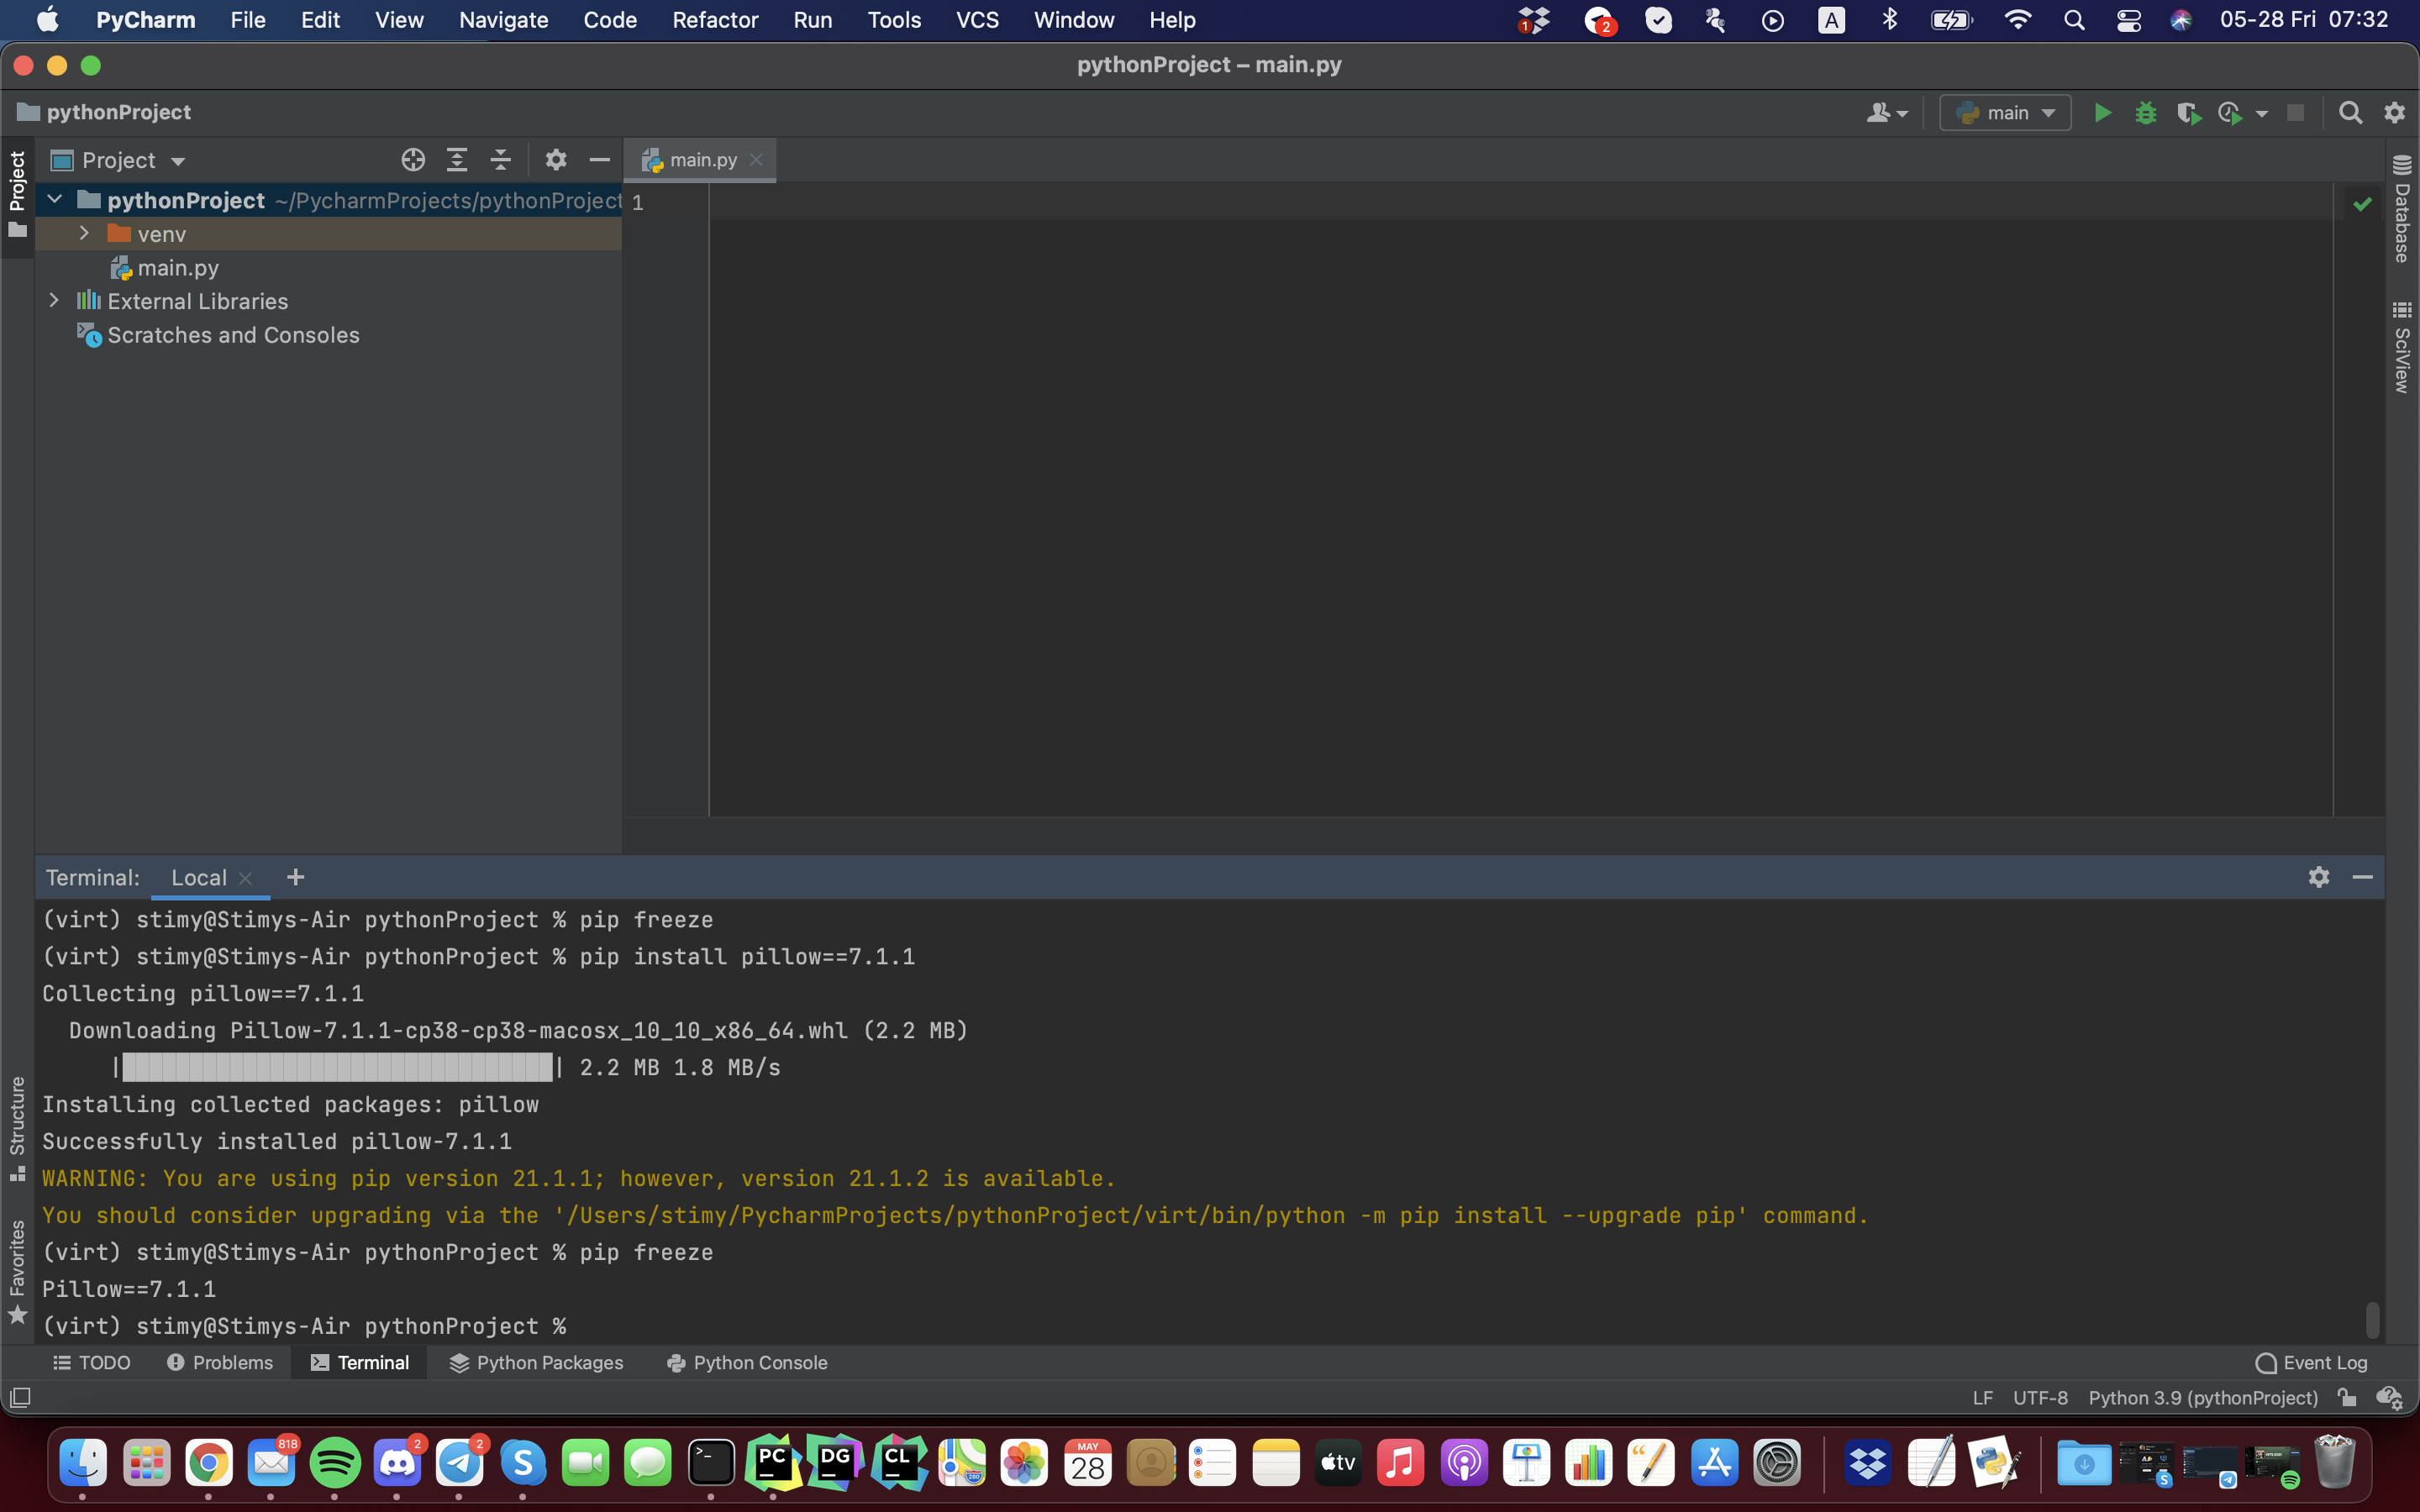 PyCharm File Edit View Navigate Code Refactor Run Tools VCS Window Help 1 2 A 05-28 Fri 07:32
pythonProject – main.py
pythonProject main
Project
Project
main.py
pythonProject ~/PycharmProjects/pythonProject
1
venv
main.py
External Libraries
Scratches and Consoles
Database
SciView
Terminal: Local
(virt) stimy@Stimys-Air pythonProject % pip freeze
(virt) stimy@Stimys-Air pythonProject % pip install pillow==7.1.1
Collecting pillow==7.1.1
Downloading Pillow-7.1.1-cp38-cp38-macosx_10_10_x86_64.whl (2.2 MB)
|████████████████████████████████| 2.2 MB 1.8 MB/s
Installing collected packages: pillow
Successfully installed pillow-7.1.1
WARNING: You are using pip version 21.1.1; however, version 21.1.2 is available.
You should consider upgrading via the '/Users/stimy/PycharmProjects/pythonProject/virt/bin/python -m pip install --upgrade pip' command.
(virt) stimy@Stimys-Air pythonProject % pip freeze
Pillow==7.1.1
(virt) stimy@Stimys-Air pythonProject %
Structure
Favorites
TODO Problems Terminal Python Packages Python Console Event Log
LF UTF-8 Python 3.9 (pythonProject)
818 2 2 S PC DG CL 280 MAY 28 tv